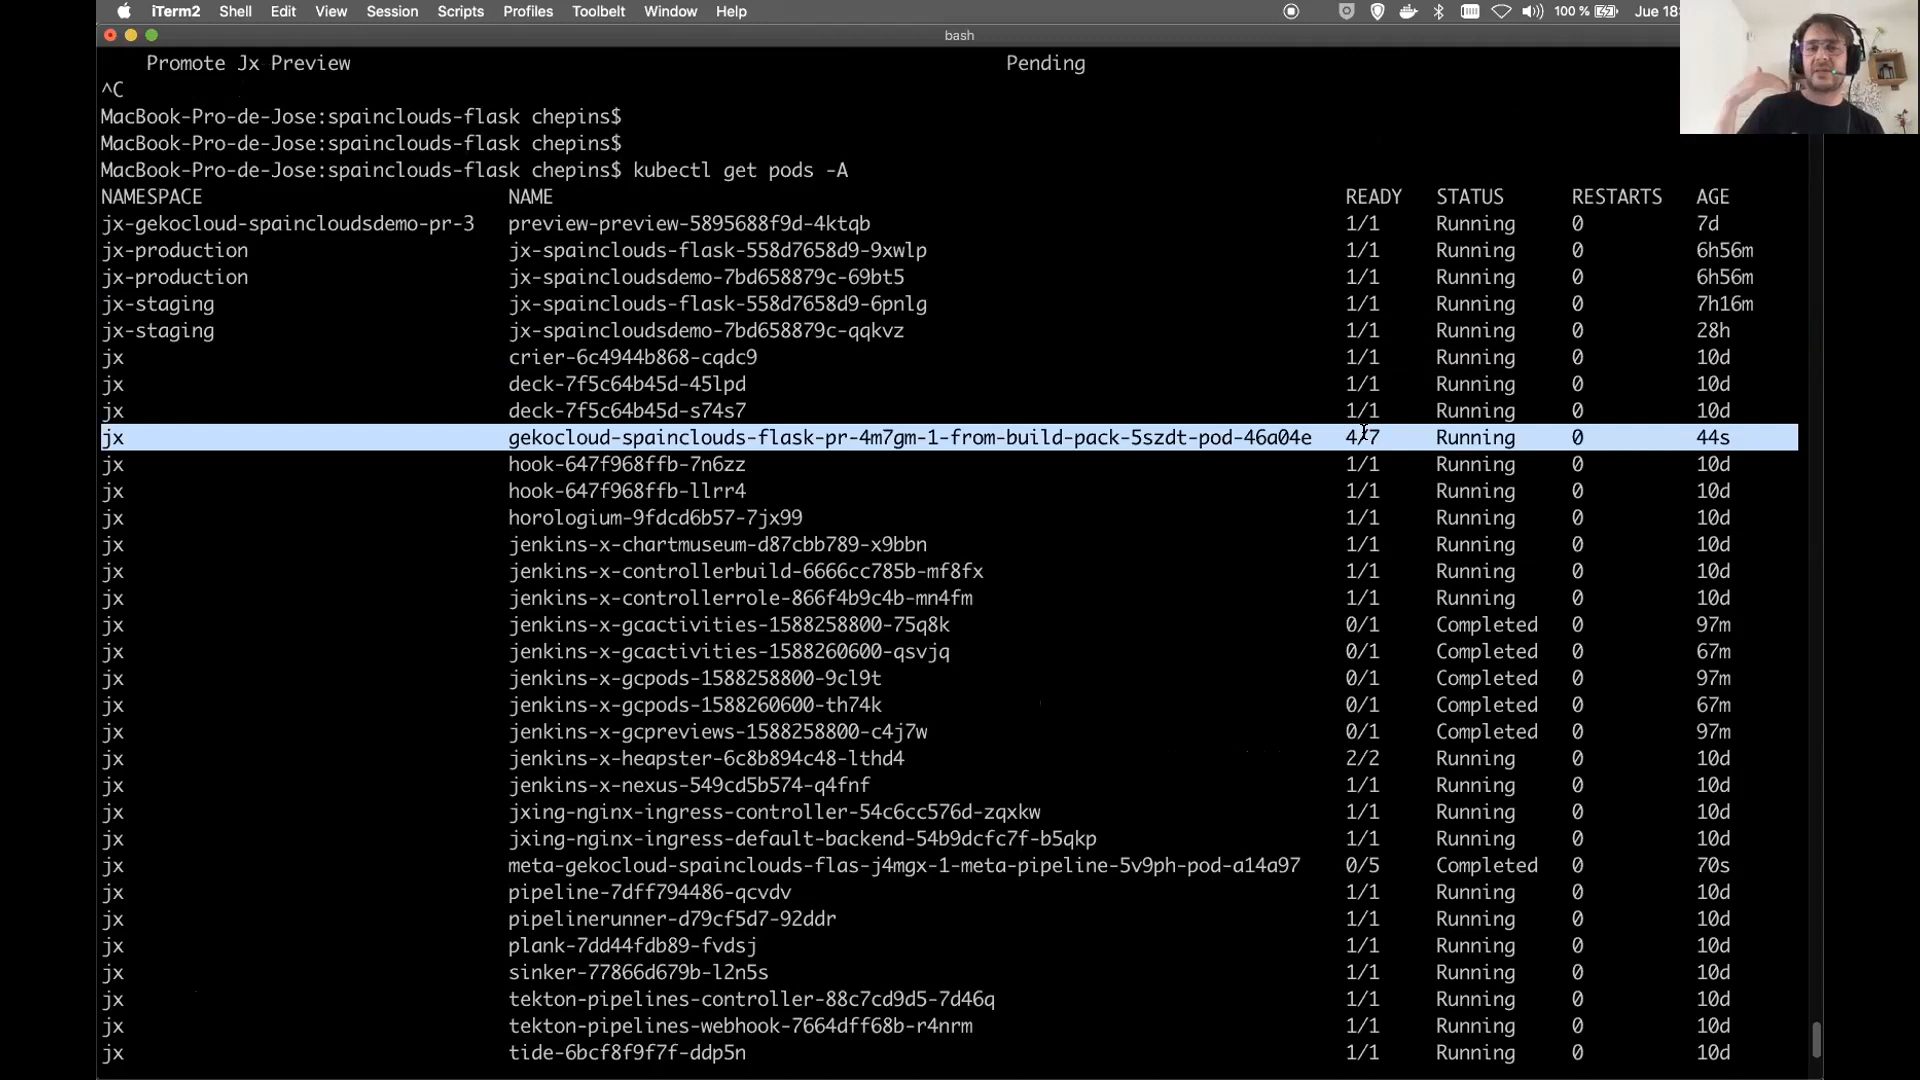 iTerm2 Shell Edit View Session Scripts Profiles Toolbelt Window Help 100 % Jue 18:
bash
Promote Jx Preview Pending
^C
MacBook-Pro-de-Jose:spainclouds-flask chepins$
MacBook-Pro-de-Jose:spainclouds-flask chepins$
MacBook-Pro-de-Jose:spainclouds-flask chepins$ kubectl get pods -A
NAMESPACE NAME READY STATUS RESTARTS AGE
jx-gekocloud-spaincloudsdemo-pr-3 preview-preview-5895688f9d-4ktqb 1/1 Running 0 7d
jx-production jx-spainclouds-flask-558d7658d9-9xwlp 1/1 Running 0 6h56m
jx-production jx-spaincloudsdemo-7bd658879c-69bt5 1/1 Running 0 6h56m
jx-staging jx-spainclouds-flask-558d7658d9-6pnlg 1/1 Running 0 7h16m
jx-staging jx-spaincloudsdemo-7bd658879c-qqkvz 1/1 Running 0 28h
jx crier-6c4944b868-cqdc9 1/1 Running 0 10d
jx deck-7f5c64b45d-45lpd 1/1 Running 0 10d
jx deck-7f5c64b45d-s74s7 1/1 Running 0 10d
jx gekocloud-spainclouds-flask-pr-4m7gm-1-from-build-pack-5szdt-pod-46a04e 4/7 Running 0 44s
jx hook-647f968ffb-7n6zz 1/1 Running 0 10d
jx hook-647f968ffb-llrr4 1/1 Running 0 10d
jx horologium-9fdcd6b57-7jx99 1/1 Running 0 10d
jx jenkins-x-chartmuseum-d87cbb789-x9bbn 1/1 Running 0 10d
jx jenkins-x-controllerbuild-6666cc785b-mf8fx 1/1 Running 0 10d
jx jenkins-x-controllerrole-866f4b9c4b-mn4fm 1/1 Running 0 10d
jx jenkins-x-gcactivities-1588258800-75q8k 0/1 Completed 0 97m
jx jenkins-x-gcactivities-1588260600-qsvjq 0/1 Completed 0 67m
jx jenkins-x-gcpods-1588258800-9cl9t 0/1 Completed 0 97m
jx jenkins-x-gcpods-1588260600-th74k 0/1 Completed 0 67m
jx jenkins-x-gcpreviews-1588258800-c4j7w 0/1 Completed 0 97m
jx jenkins-x-heapster-6c8b894c48-lthd4 2/2 Running 0 10d
jx jenkins-x-nexus-549cd5b574-q4fnf 1/1 Running 0 10d
jx jxing-nginx-ingress-controller-54c6cc576d-zqxkw 1/1 Running 0 10d
jx jxing-nginx-ingress-default-backend-54b9dcfc7f-b5qkp 1/1 Running 0 10d
jx meta-gekocloud-spainclouds-flas-j4mgx-1-meta-pipeline-5v9ph-pod-a14a97 0/5 Completed 0 70s
jx pipeline-7dff794486-qcvdv 1/1 Running 0 10d
jx pipelinerunner-d79cf5d7-92ddr 1/1 Running 0 10d
jx plank-7dd44fdb89-fvdsj 1/1 Running 0 10d
jx sinker-77866d679b-l2n5s 1/1 Running 0 10d
jx tekton-pipelines-controller-88c7cd9d5-7d46q 1/1 Running 0 10d
jx tekton-pipelines-webhook-7664dff68b-r4nrm 1/1 Running 0 10d
jx tide-6bcf8f9f7f-ddp5n 1/1 Running 0 10d